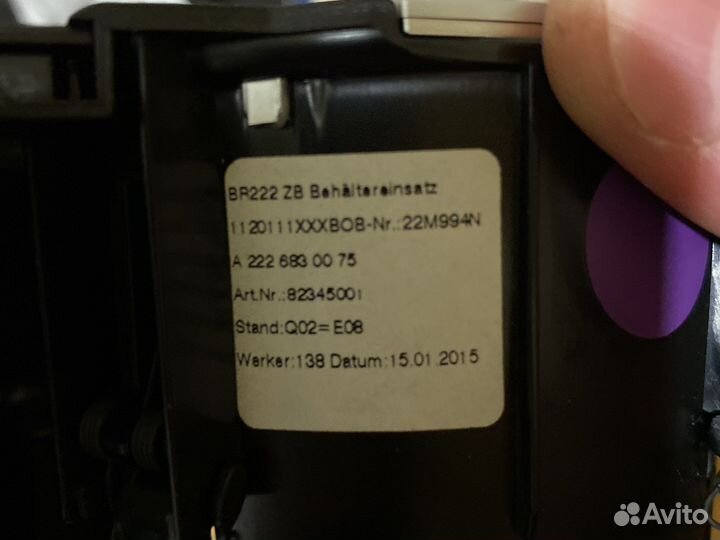 BR222 ZB Behältereinsatz
1120111XXXBOB-Nr.:22M994N
A 222 683 00 75
Art.Nr.:82345001
Stand:Q02=E08
Werker:138 Datum:15.01.2015
Avito